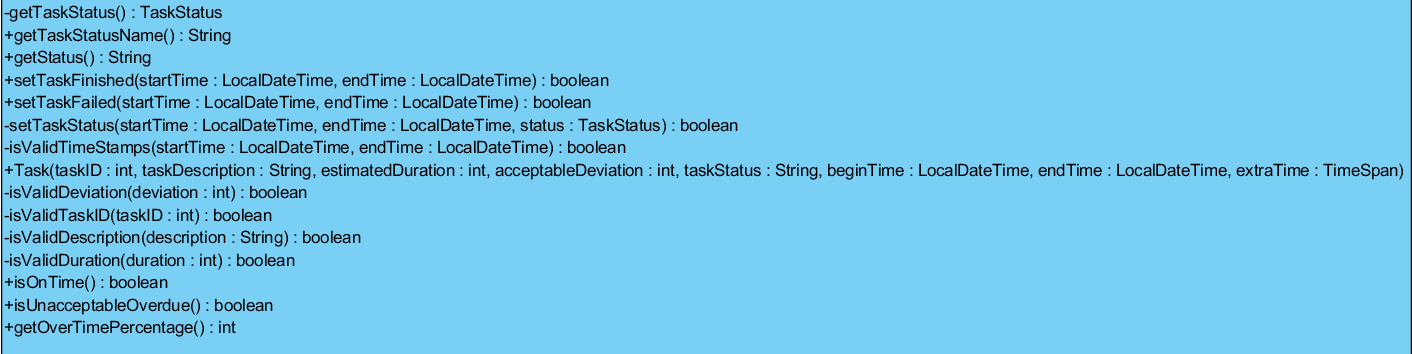 -getTaskStatus() : TaskStatus
+getTaskStatusName() : String
+getStatus() : String
+setTaskFinished(startTime : LocalDateTime, endTime : LocalDateTime) : boolean
+setTaskFailed(startTime : LocalDateTime, endTime : LocalDateTime) : boolean
-setTaskStatus(startTime : LocalDateTime, endTime : LocalDateTime, status : TaskStatus) : boolean
-isValidTimeStamps(startTime : LocalDateTime, endTime : LocalDateTime) : boolean
+Task(taskID : int, taskDescription : String, estimatedDuration : int, acceptableDeviation : int, taskStatus : String, beginTime : LocalDateTime, endTime : LocalDateTime, extraTime : TimeSpan)
-isValidDeviation(deviation : int) : boolean
-isValidTaskID(taskID : int) : boolean
-isValidDescription(description : String) : boolean
-isValidDuration(duration : int) : boolean
+isOnTime() : boolean
+isUnacceptableOverdue() : boolean
+getOverTimePercentage() : int